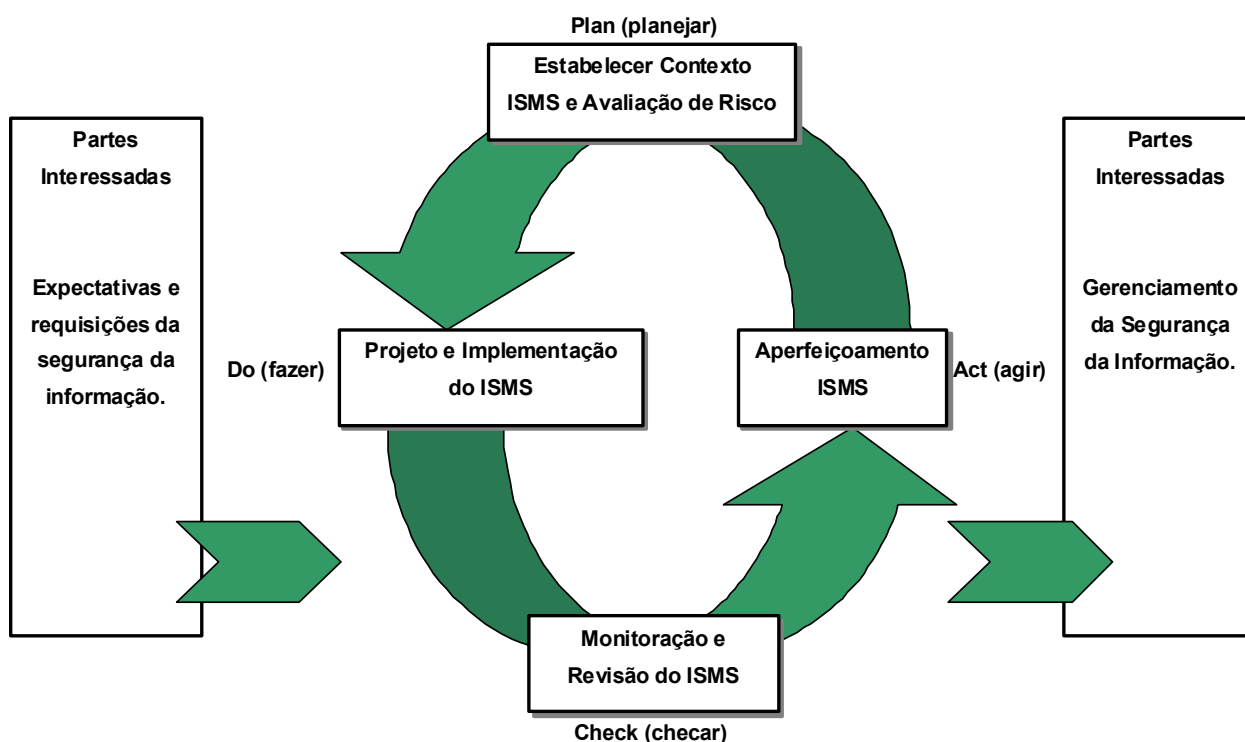 Plan (planejar)
Estabelecer Contexto
ISMS e Avaliação de Risco
Partes
Interessadas
Expectativas e
requisições da
segurança da
informação.
Do (fazer)
Projeto e Implementação
do ISMS
Aperfeiçoamento
ISMS
Act (agir)
Partes
Interessadas
Gerenciamento
da Segurança
da Informação.
Monitoração e
Revisão do ISMS
Check (checar)